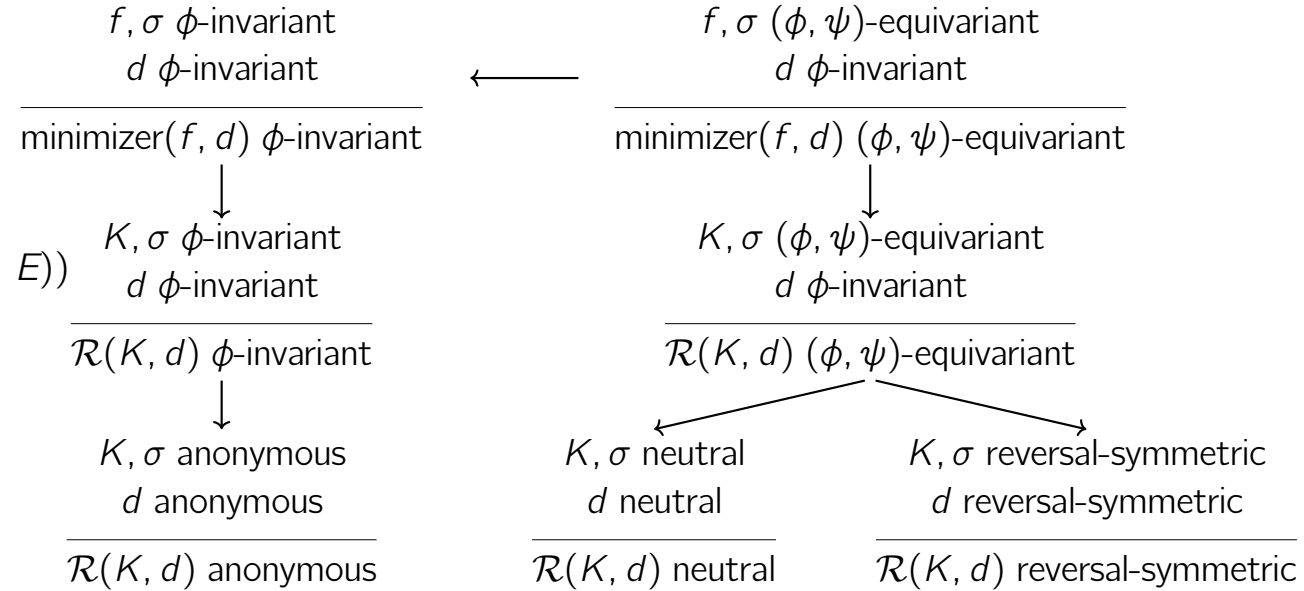 f, σ ϕ-invariant
d ϕ-invariant
minimizer(f, d) ϕ-invariant
f, σ (ϕ, ψ)-equivariant
d ϕ-invariant
minimizer(f, d) (ϕ, ψ)-equivariant
E))
K, σ ϕ-invariant
d ϕ-invariant
R(K, d) ϕ-invariant
K, σ (ϕ, ψ)-equivariant
d ϕ-invariant
R(K, d) (ϕ, ψ)-equivariant
K, σ anonymous
d anonymous
R(K, d) anonymous
K, σ neutral
d neutral
R(K, d) neutral
K, σ reversal-symmetric
d reversal-symmetric
R(K, d) reversal-symmetric